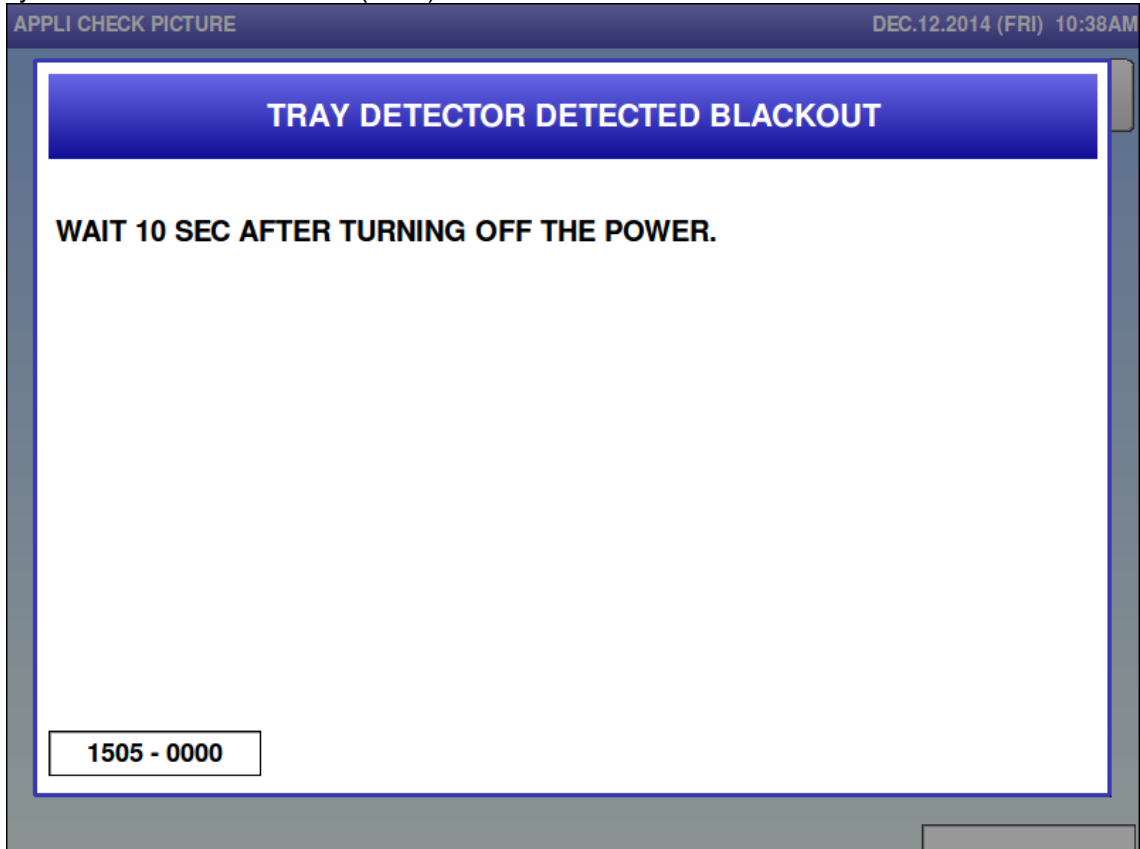 APPLI CHECK PICTURE DEC.12.2014 (FRI) 10:38AM
TRAY DETECTOR DETECTED BLACKOUT
WAIT 10 SEC AFTER TURNING OFF THE POWER.
1505 - 0000